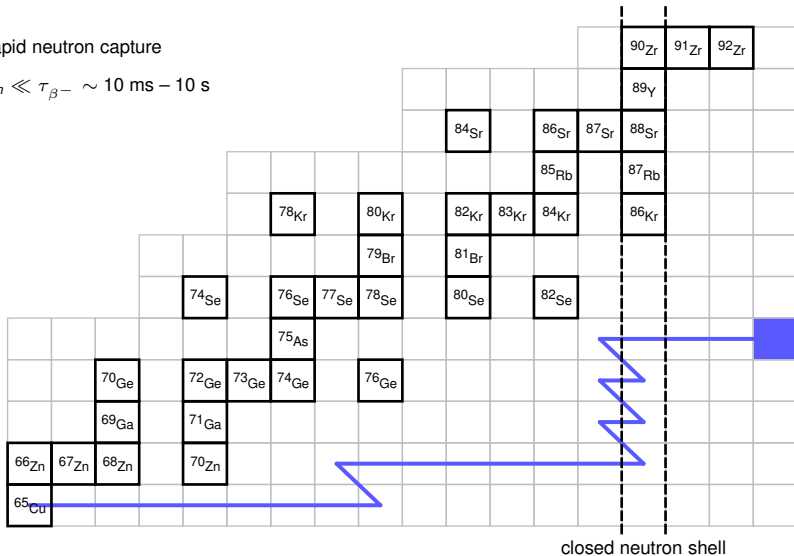 apid neutron capture
≪ τβ− ∼ 10 ms – 10 s
90Zr 91Zr 92Zr
89Y
84Sr 86Sr 87Sr 88Sr
85Rb 87Rb
78Kr 80Kr 82Kr 83Kr 84Kr 86Kr
79Br 81Br
74Se 76Se 77Se 78Se 80Se 82Se
75As
70Ge 72Ge 73Ge 74Ge 76Ge
69Ga 71Ga
66Zn 67Zn 68Zn 70Zn
65Cu
closed neutron shell